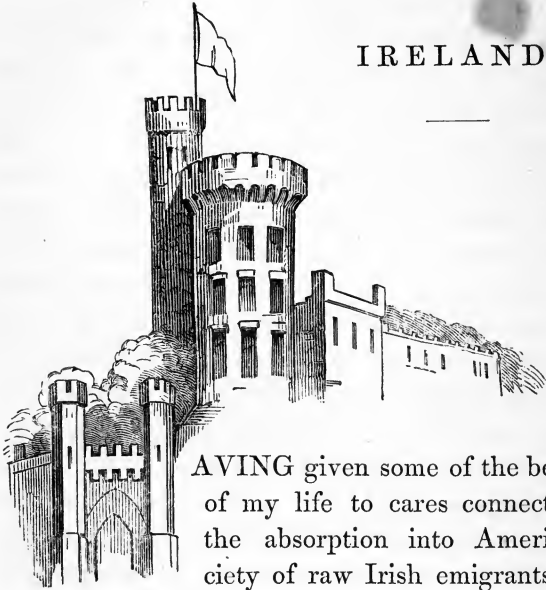 IRELAND
AVING given some of the be
of my life to cares connect
the absorption into Ameri
ciety of raw Irish emigrants